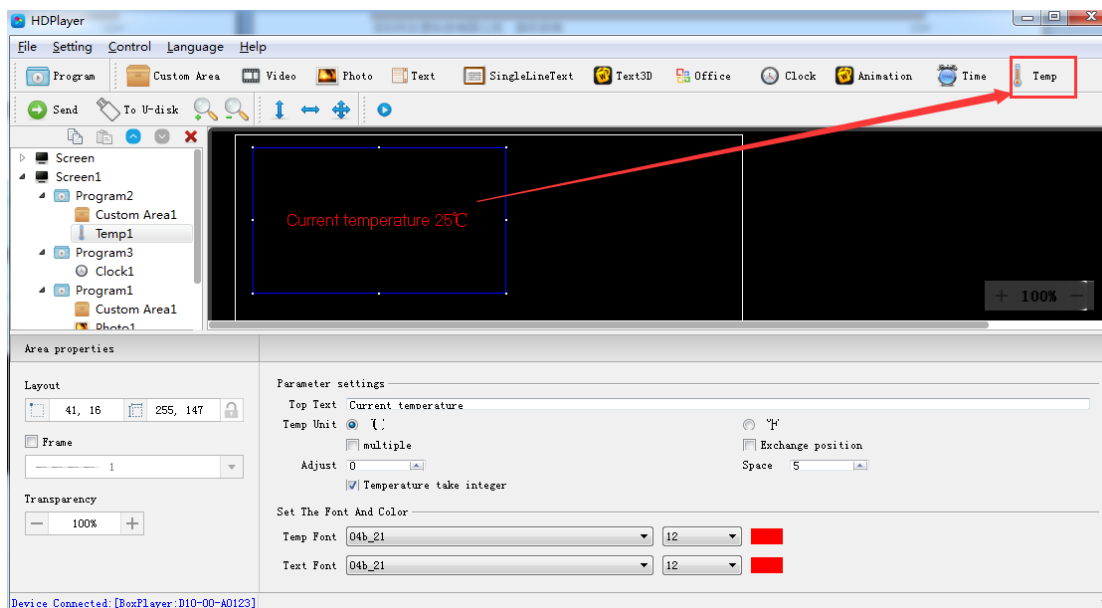 HDPlayer
File Setting Control Language Help
Program Custom Area Video Photo Text SingleLineText Text3D Office Clock Animation Time Temp
Send To U-disk
Screen
Screen1
Program2
Custom Area1
Temp1
Program3
Clock1
Program1
Custom Area1
Photo1
Current temperature 25℃
+ 100% −
Area properties
Layout
41, 16 255, 147
Frame
1
Transparency
— 100% +
Parameter settings
Top Text Current temperature
Temp Unit ℃ ℉
multiple Exchange position
Adjust 0 Space 5
Temperature take integer
Set The Font And Color
Temp Font 04b_21 12
Text Font 04b_21 12
Device Connected:[BoxPlayer:D10-00-A0123]